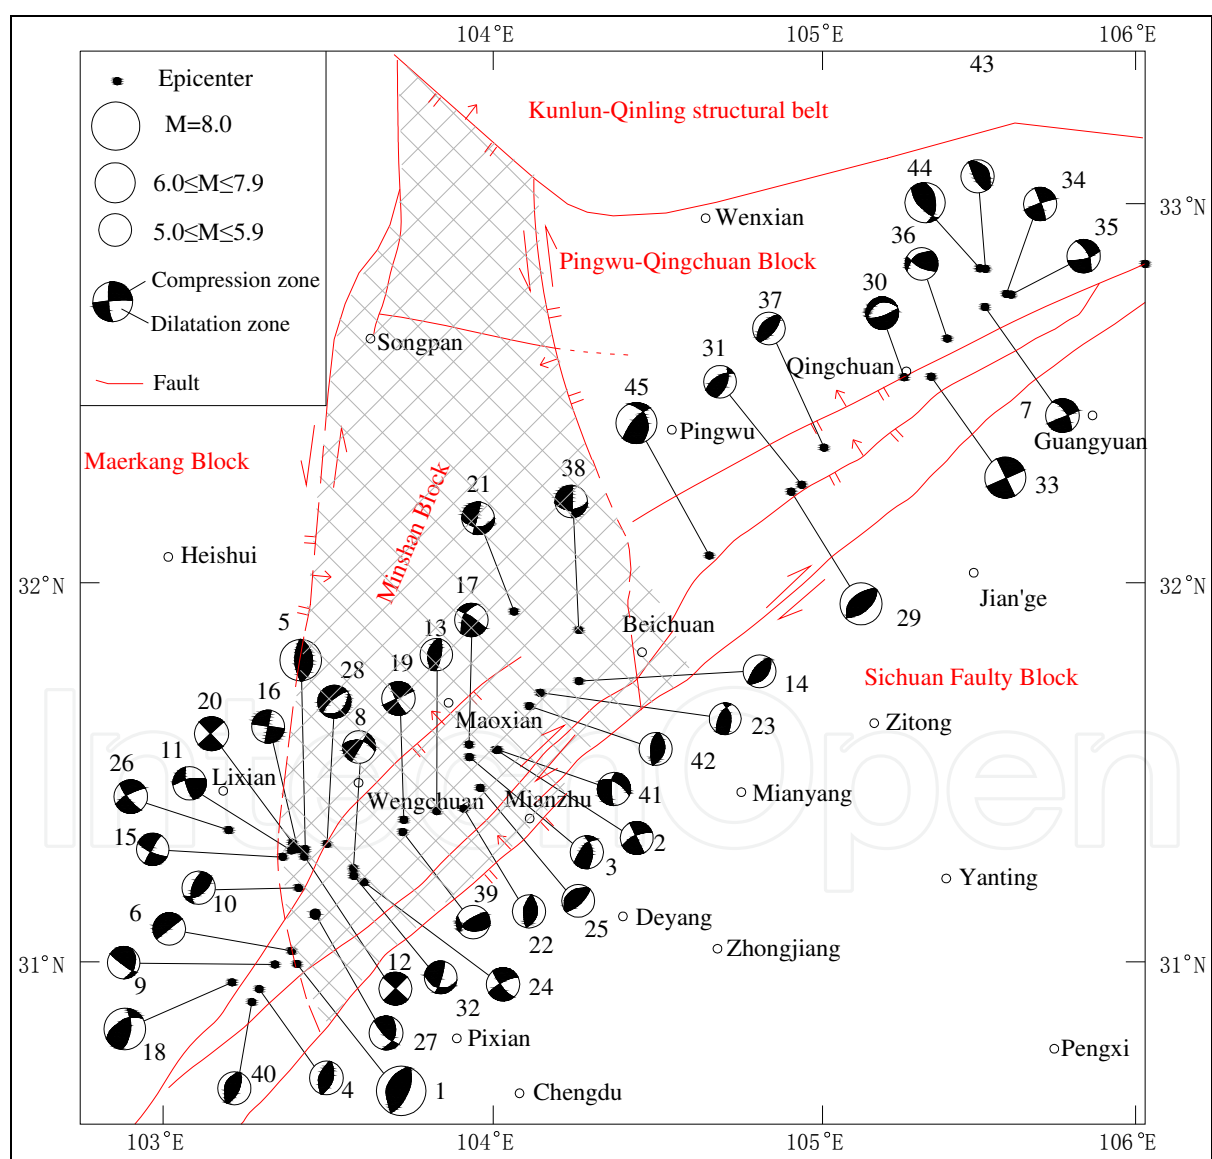 104°E
105°E
106°E
43
Epicenter
M=8.0
6.0≤M≤7.9
5.0≤M≤5.9
Compression zone
Dilatation zone
Fault
Kunlun-Qinling structural belt
44
34
33°N
Wenxian
35
36
Pingwu-Qingchuan Block
30
37
Songpan
31
Qingchuan
45
7
Pingwu
Guangyuan
Maerkang Block
38
21
33
Minshan Block
Heishui
32°N
32°N
17
Jian'ge
29
5
13
Beichuan
28
19
14
Sichuan Faulty Block
20
16
8
Maoxian
23
Zitong
11
42
26
Lixian
Wengchuan
Mianzhu
41
Mianyang
15
2
3
10
39
25
Yanting
6
22
Deyang
Zhongjiang
31°N
12
31°N
9
32
24
18
27
Pixian
Pengxi
40
4
1
Chengdu
103°E
104°E
105°E
106°E
IntechOpen